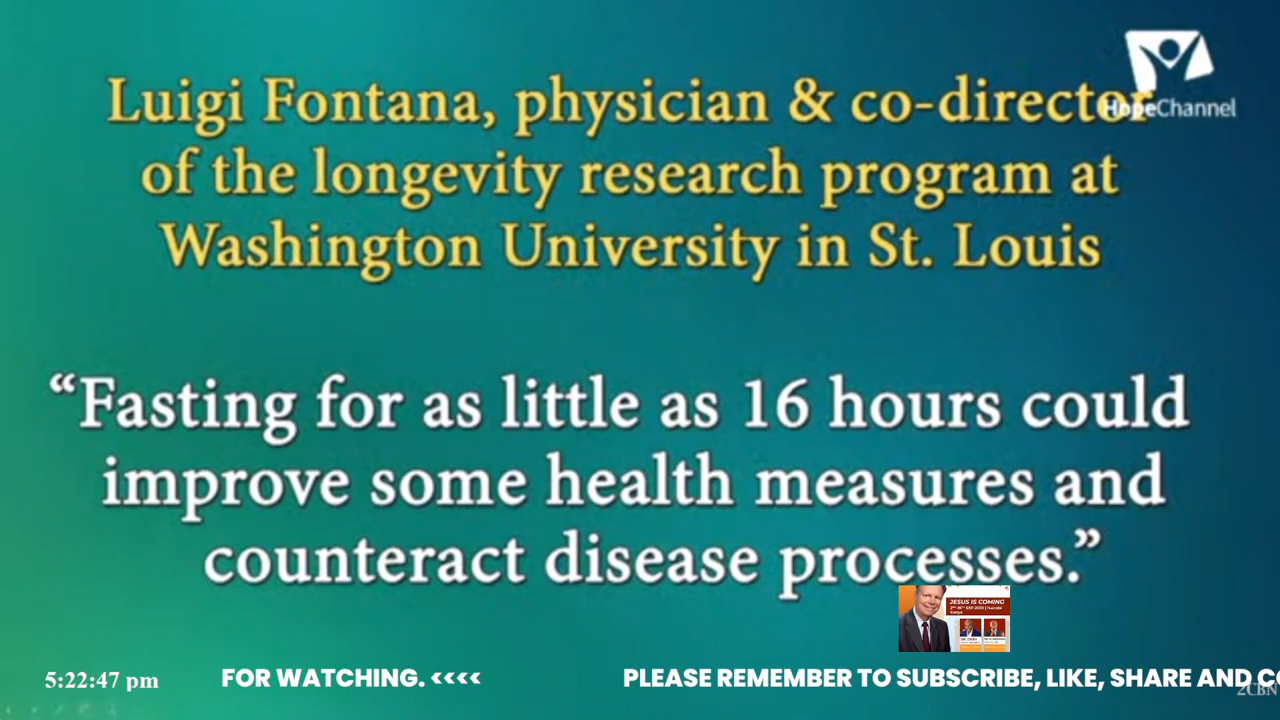 Luigi Fontana, physician & co-director
HopeChannel
of the longevity research program at
Washington University in St. Louis
“Fasting for as little as 16 hours could
improve some health measures and
counteract disease processes.”
JESUS IS COMING
5:22:47 pm
FOR WATCHING. <<<<
PLEASE REMEMBER TO SUBSCRIBE, LIKE, SHARE AND CO
2CBN